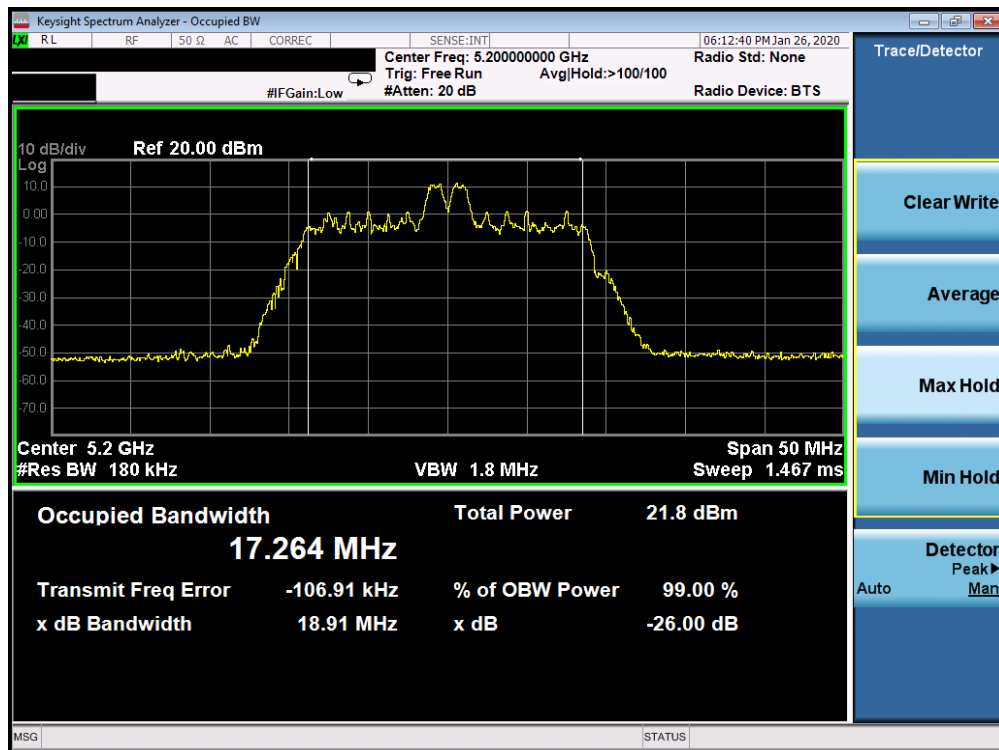 Keysight Spectrum Analyzer - Occupied BW
LXI RL RF 50 Ω AC CORREC SENSE:INT 06:12:40 PM Jan 26, 2020
Center Freq: 5.200000000 GHz Radio Std: None
Trig: Free Run Avg|Hold:>100/100
#IFGain:Low #Atten: 20 dB Radio Device: BTS
10 dB/div Ref 20.00 dBm
Log
10.0
0.00
-10.0
-20.0
-30.0
-40.0
-50.0
-60.0
-70.0
Center 5.2 GHz Span 50 MHz
#Res BW 180 kHz VBW 1.8 MHz Sweep 1.467 ms
Occupied Bandwidth Total Power 21.8 dBm
17.264 MHz
Transmit Freq Error -106.91 kHz % of OBW Power 99.00 %
x dB Bandwidth 18.91 MHz x dB -26.00 dB
Trace/Detector
Clear Write
Average
Max Hold
Min Hold
Detector
Peak▶
Auto Man
MSG STATUS